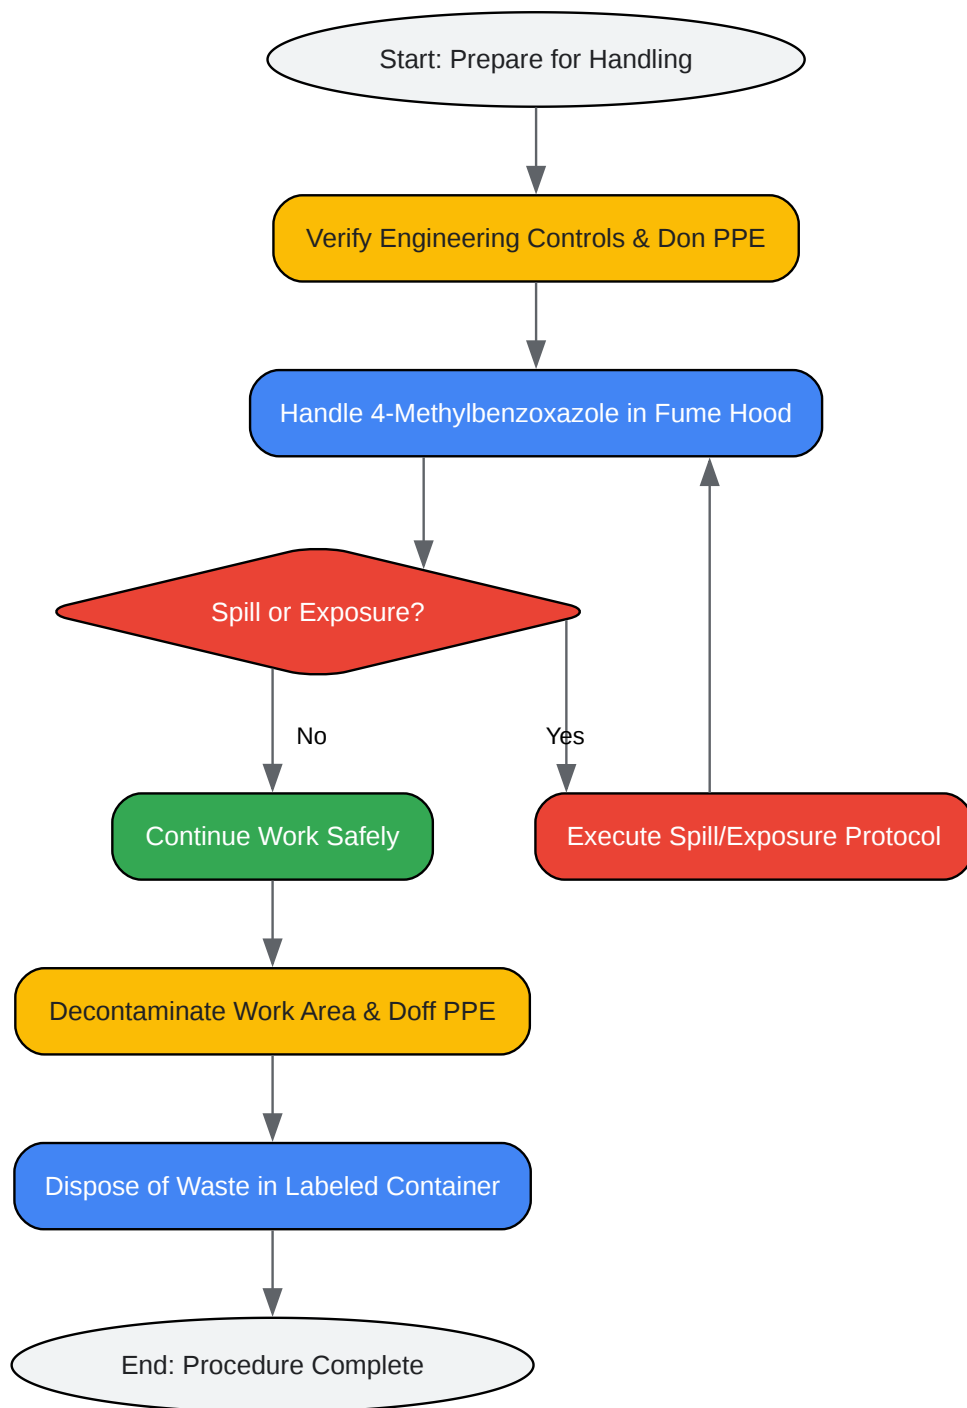 Start: Prepare for Handling
Verify Engineering Controls & Don PPE
Handle 4-Methylbenzoxazole in Fume Hood
Spill or Exposure?
No
Yes
Continue Work Safely
Execute Spill/Exposure Protocol
Decontaminate Work Area & Doff PPE
Dispose of Waste in Labeled Container
End: Procedure Complete